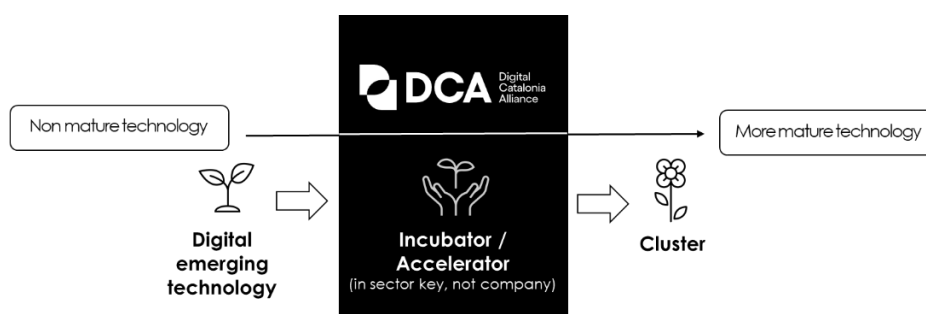 DCA
Digital
Catalonia
Alliance
Non mature technology
More mature technology
Digital
emerging
technology
Incubator /
Accelerator
(in sector key, not company)
Cluster